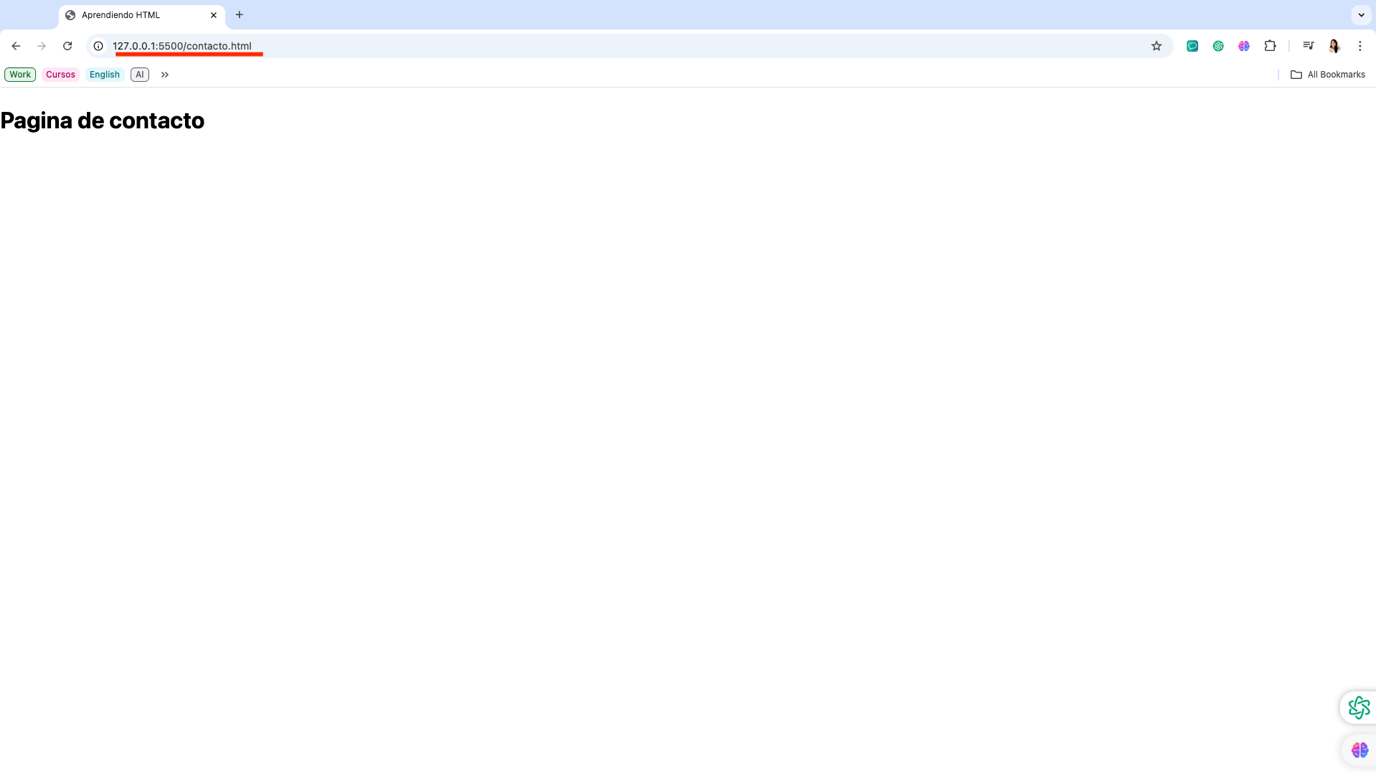 Aprendiendo HTML
127.0.0.1:5500/contacto.html
Work Cursos English AI All Bookmarks
Pagina de contacto